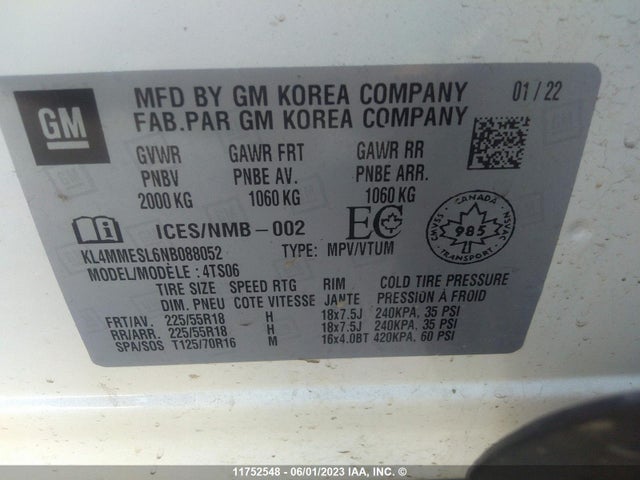 GM
MFD BY GM KOREA COMPANY 01/22
FAB.PAR GM KOREA COMPANY
GVWR GAWR FRT GAWR RR
PNBV PNBE AV. PNBE ARR.
2000 KG 1060 KG 1060 KG
ICES/NMB-002 EC
CANADA
CMVSS 985 NSVAC
TRANSPORT
KL4MMESL6NB088052 TYPE: MPV/VTUM
MODEL/MODÈLE: 4TS06
TIRE SIZE SPEED RTG RIM COLD TIRE PRESSURE
DIM. PNEU COTE VITESSE JANTE PRESSION À FROID
FRT/AV. 225/55R18 H 18x7.5J 240KPA, 35 PSI
RR/ARR. 225/55R18 H 18x7.5J 240KPA, 35 PSI
SPA/SOS T125/70R16 M 16x4.0BT 420KPA, 60 PSI
11752548 - 06/01/2023 IAA, INC. ©